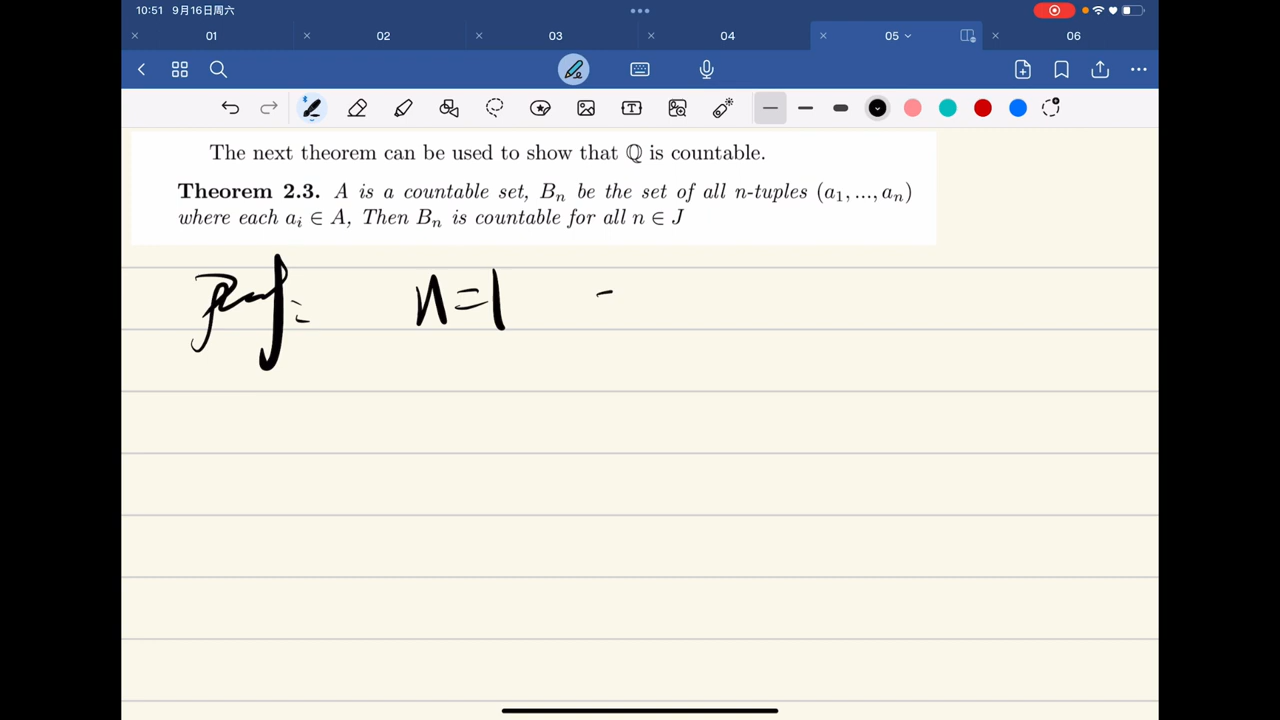 10:51 9月16日周六
01 02 03 04 05 06
The next theorem can be used to show that ℚ is countable.
Theorem 2.3. A is a countable set, Bₙ be the set of all n-tuples (a₁, ..., aₙ)
where each aᵢ ∈ A, Then Bₙ is countable for all n ∈ J
Proof: n=1